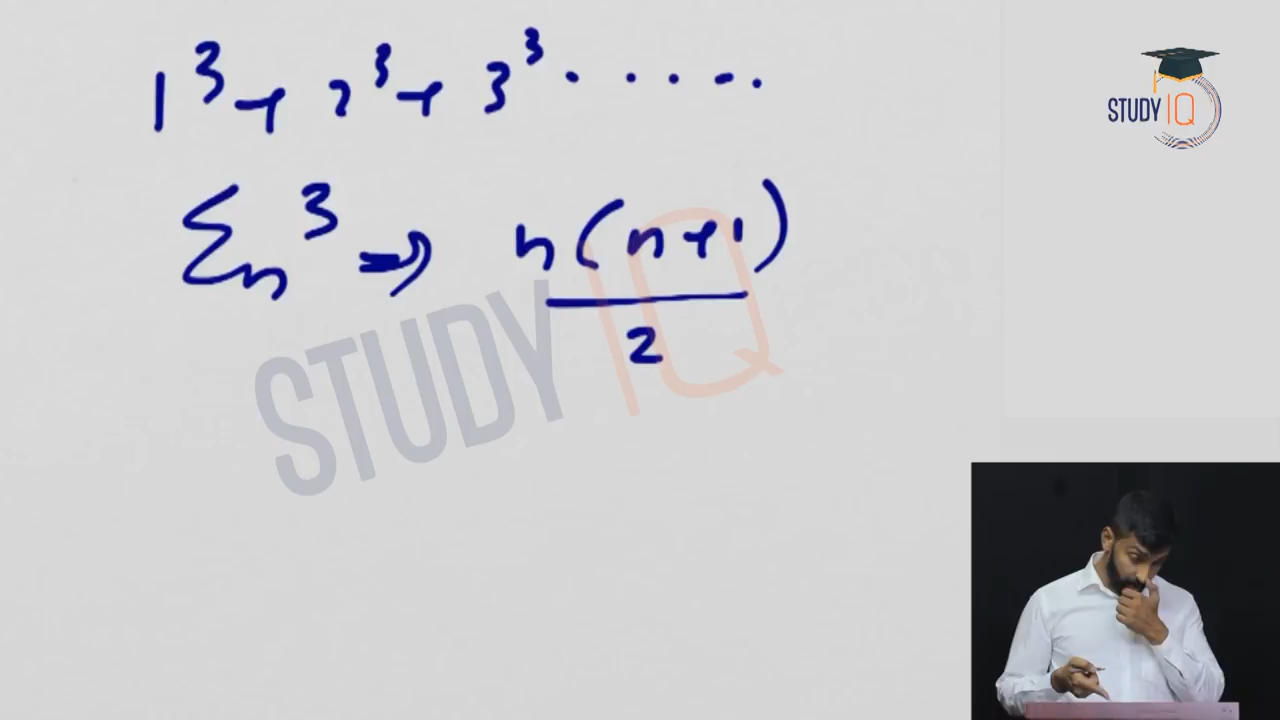 1³ + 2³ + 3³ . . . . .
STUDY IQ
Σn³ ⇒ n(n+1)
2
STUDY IQ